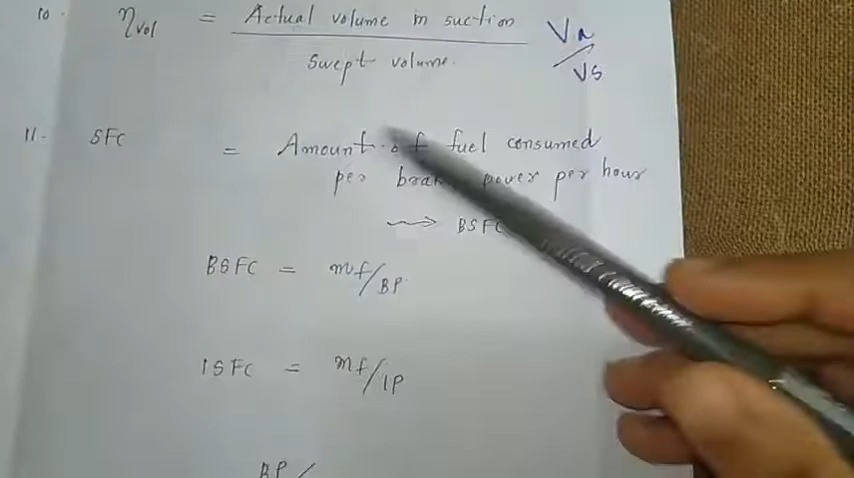 10. ηvol = Actual volume in suction / swept volume. Va/Vs
11. SFC = Amount of fuel consumed
per brake power per hour
→ BSFC
BSFC = mf/BP
ISFC = mf/IP
BP/